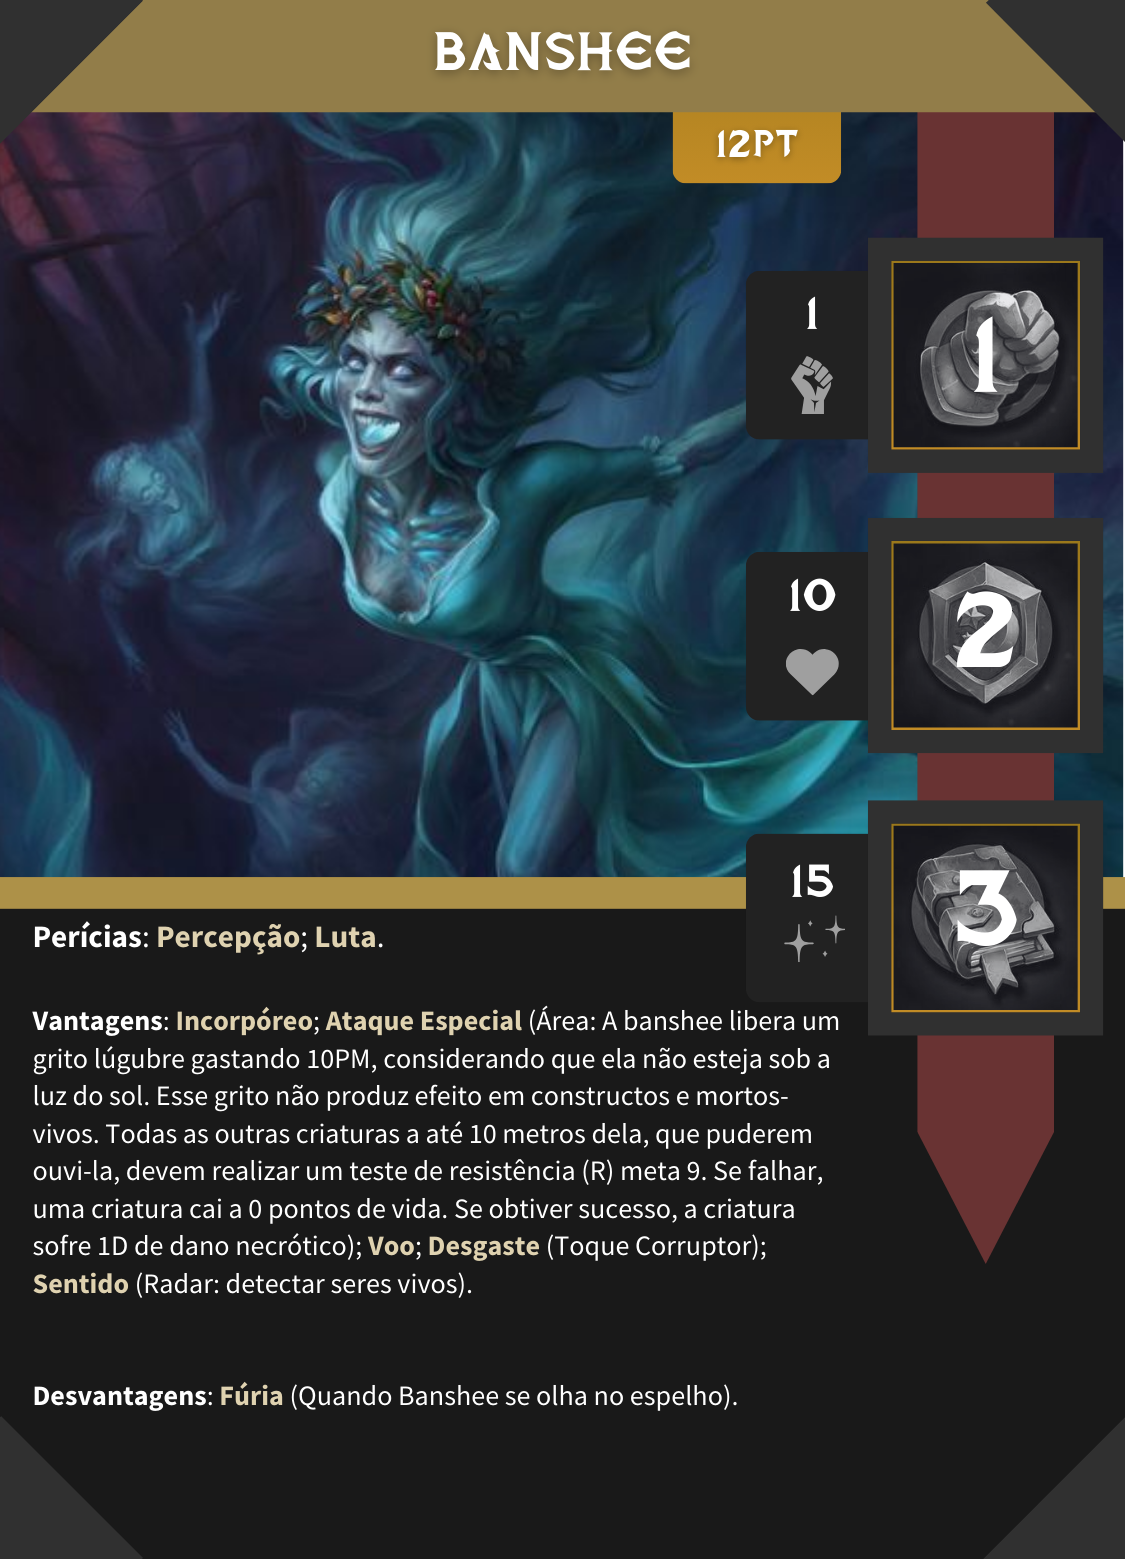 BANSHEE
12PT
1
1
10
2
15
3
Perícias: Percepção; Luta.
Vantagens: Incorpóreo; Ataque Especial (Área: A banshee libera um
grito lúgubre gastando 10PM, considerando que ela não esteja sob a
luz do sol. Esse grito não produz efeito em constructos e mortos-
vivos. Todas as outras criaturas a até 10 metros dela, que puderem
ouvi-la, devem realizar um teste de resistência (R) meta 9. Se falhar,
uma criatura cai a 0 pontos de vida. Se obtiver sucesso, a criatura
sofre 1D de dano necrótico); Voo; Desgaste (Toque Corruptor);
Sentido (Radar: detectar seres vivos).
Desvantagens: Fúria (Quando Banshee se olha no espelho).